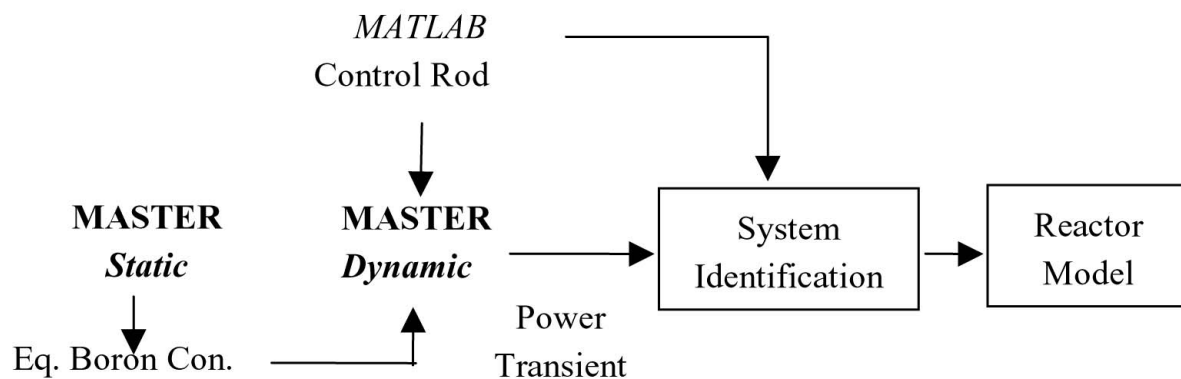 MATLAB
Control Rod
MASTER
Static
MASTER
Dynamic
System
Identification
Reactor
Model
Power
Transient
Eq. Boron Con.